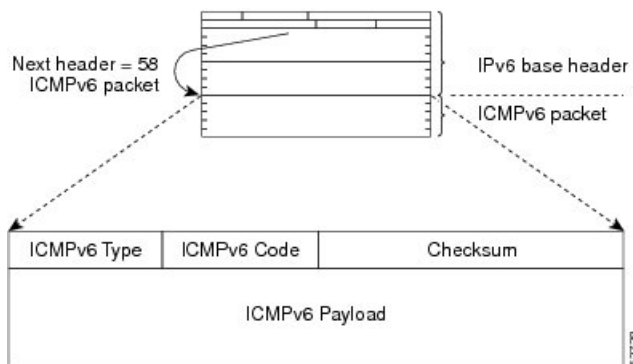 Next header = 58
ICMPv6 packet
IPv6 base header
ICMPv6 packet
ICMPv6 Type
ICMPv6 Code
Checksum
ICMPv6 Payload